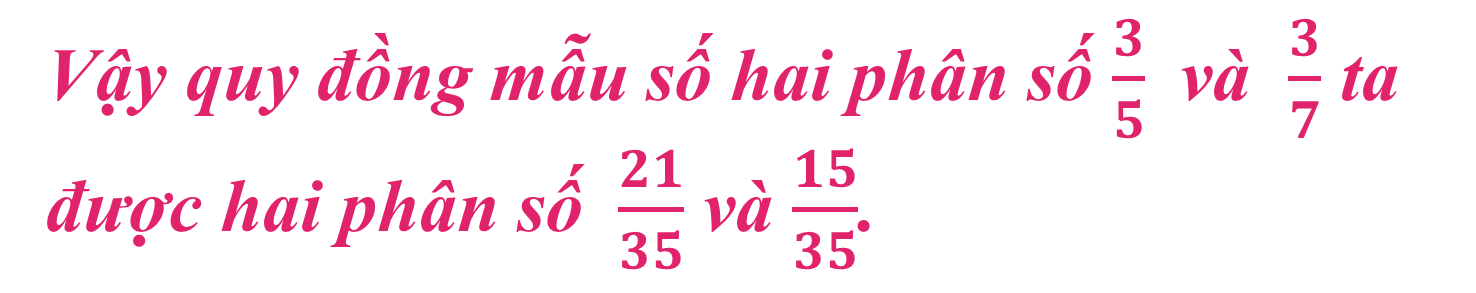 Vậy quy đồng mẫu số hai phân số 3/5 và 3/7 ta
được hai phân số 21/35 và 15/35.